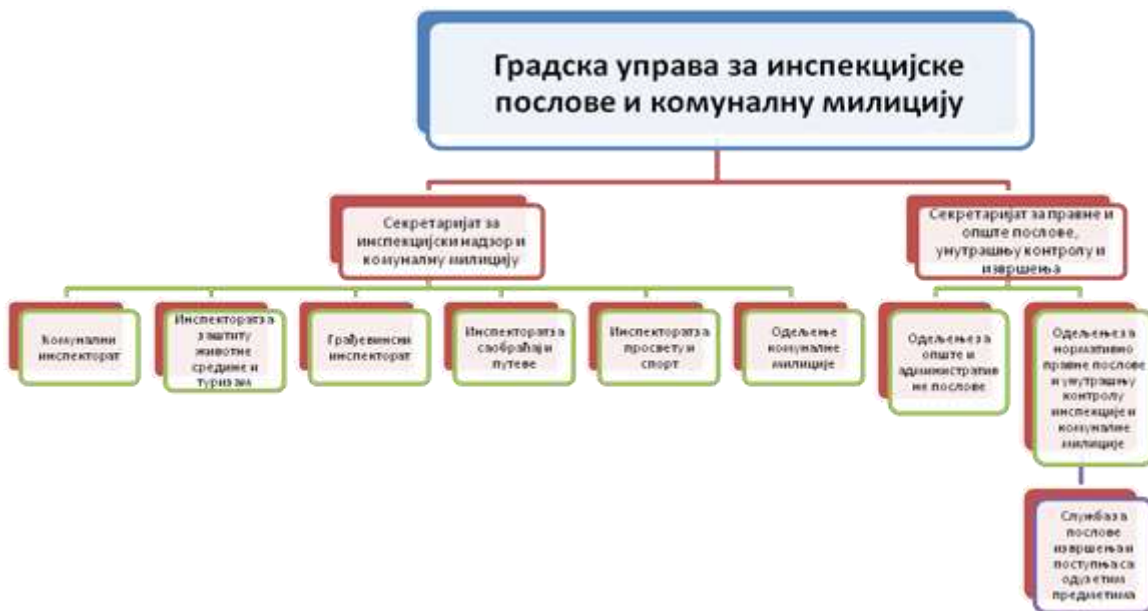 Градска управа за инспекцијске
послове и комуналну милицију
Секретаријат за
инспекцијски надзор и
комуналну милицију
Секретаријат за правне и
опште послове,
унутрашњу контролу и
извршења
Комунални
инспекторат
Инспекторат за
заштиту
животне
средине и
туризам
Грађевински
инспекторат
Инспекторат за
саобраћај и
путеве
Инспекторат за
просвету и
спорт
Одељење
комуналне
милиције
Одељење за
опште и
административ
не послове
Одељење за
нормативно
правне послове
и унутрашњу
контролу
инспекције и
комуналне
милиције
Служба за
послове
извршења и
поступања са
одузетим
предметима